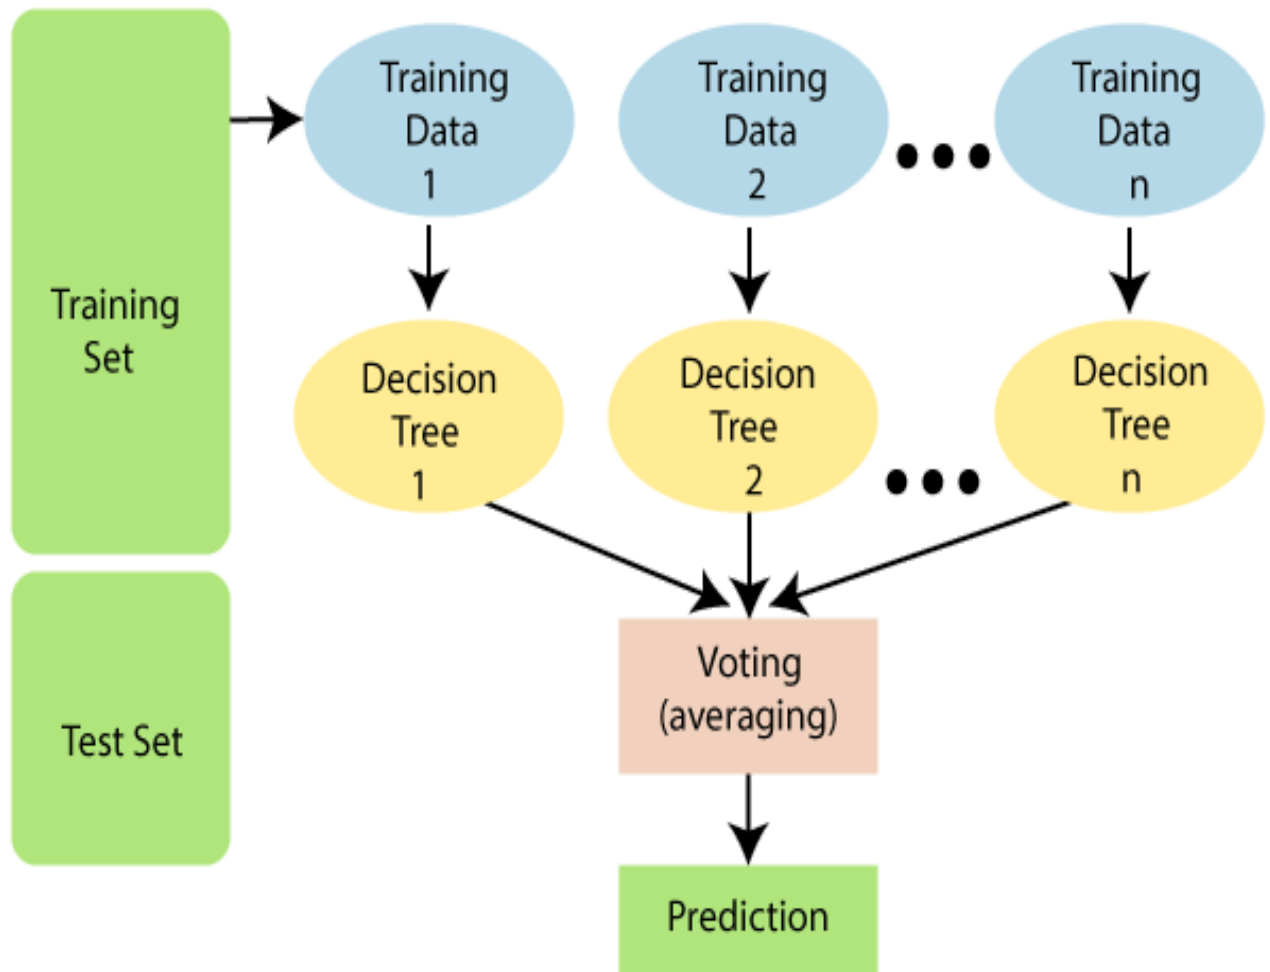 Training
Set
Test Set
Training
Data
1
Training
Data
2
Training
Data
n
Decision
Tree
1
Decision
Tree
2
Decision
Tree
n
Voting
(averaging)
Prediction